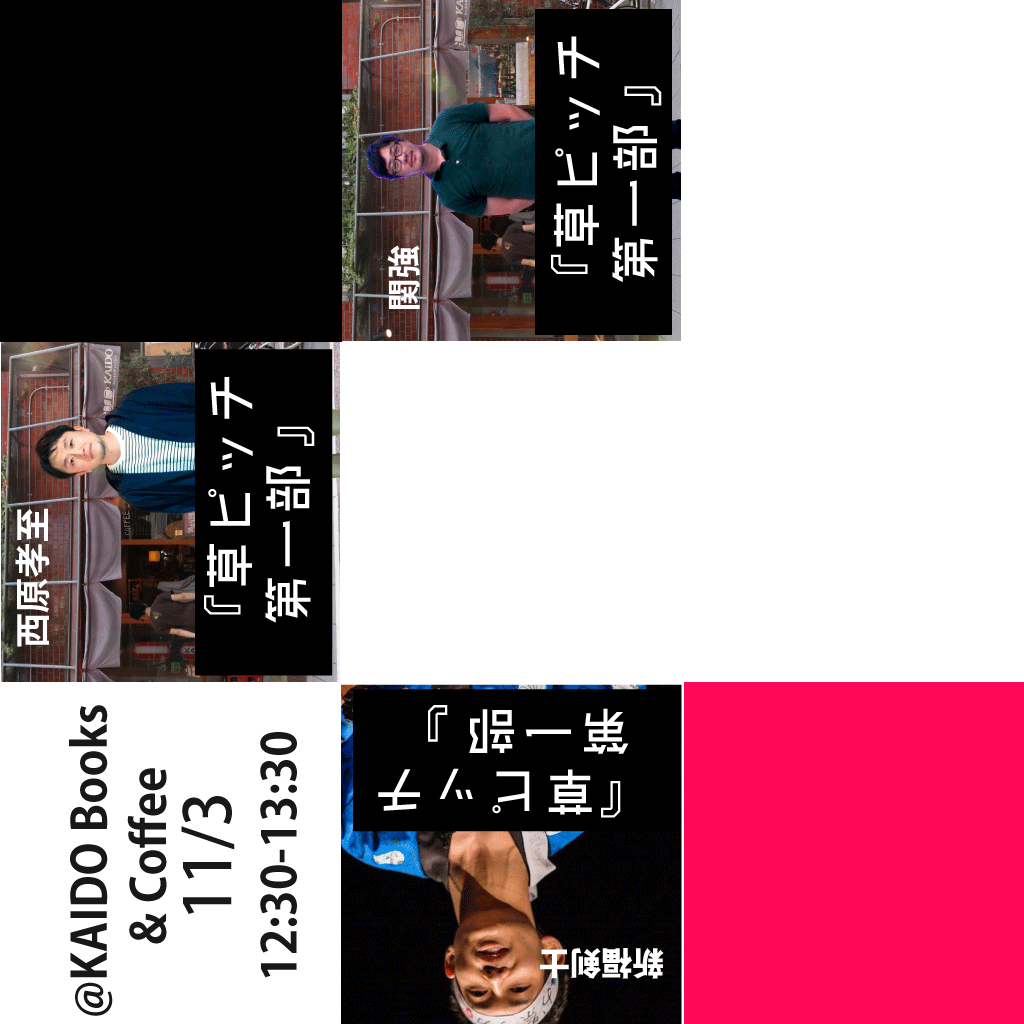 関強
『草ピッチ
第一部』
西原孝至
『草ピッチ
第一部』
@KAIDO Books
& Coffee
11/3
12:30-13:30
『草ピッチ
第一部』
新福剣士
KAIDO